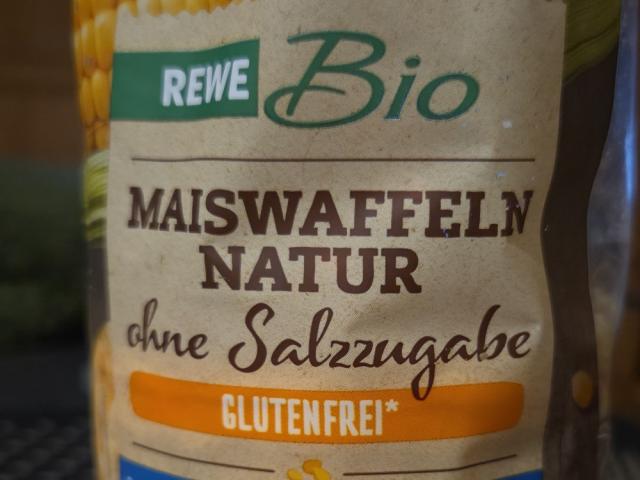 REWE Bio
MAISWAFFELN
NATUR
ohne Salzzugabe
GLUTENFREI*